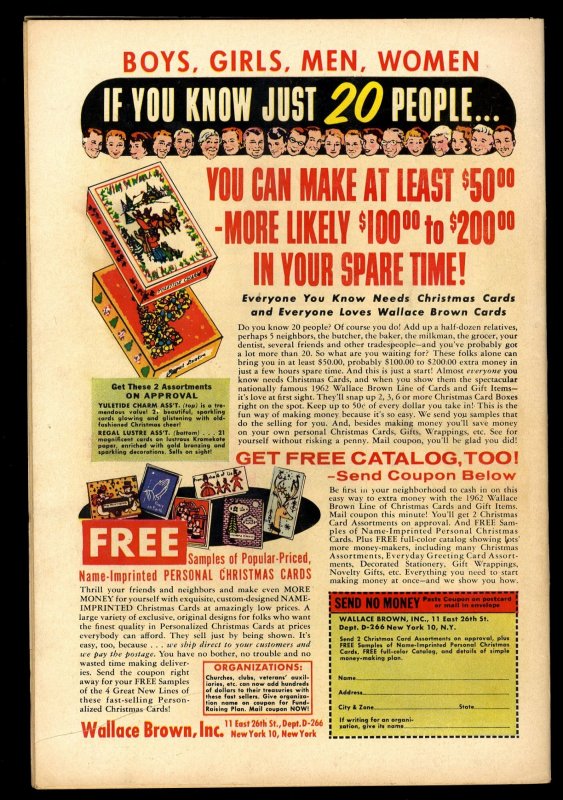 BOYS, GIRLS, MEN, WOMEN
IF YOU KNOW JUST 20 PEOPLE...
YOU CAN MAKE AT LEAST $50⁰⁰
-MORE LIKELY $100⁰⁰ to $200⁰⁰
IN YOUR SPARE TIME!
Everyone You Know Needs Christmas Cards
and Everyone Loves Wallace Brown Cards
Do you know 20 people? Of course you do! Add up a half-dozen relatives,
perhaps 5 neighbors, the butcher, the baker, the milkman, the grocer, your
dentist, several friends and other tradespeople—and you've probably got
a lot more than 20. So what are you waiting for? These folks alone can
bring you in at least $50.00, probably $100.00 to $200.00 extra money in
just a few hours spare time. And this is just a start! Almost everyone you
know needs Christmas Cards, and when you show them the spectacular
nationally famous 1962 Wallace Brown Line of Cards and Gift Items—
it's love at first sight. They'll snap up 2, 3, 6 or more Christmas Card Boxes
right on the spot. Keep up to 50¢ of every dollar you take in! This is the
fun way of making money because it's so easy. We send you samples that
do the selling for you. And, besides making money you'll save money
on your own personal Christmas Cards, Gifts, Wrappings, etc. See for
yourself without risking a penny. Mail coupon, you'll be glad you did!
YULETIDE CHARM
Regal Lustre
Get These 2 Assortments
ON APPROVAL
YULETIDE CHARM ASS'T. (top) is a tre-
mendous value! 21 beautiful, sparkling
cards glowing and glistening with old-
fashioned Christmas cheer!
REGAL LUSTRE ASS'T. (bottom) . . . 21
magnificent cards on lustrous Kromekote
paper, enriched with gold bronzing and
sparkling decorations. Sells on sight!
GET FREE CATALOG, TOO!
-Send Coupon Below
Be first in your neighborhood to cash in on this
easy way to extra money with the 1962 Wallace
Brown Line of Christmas Cards and Gift Items.
Mail coupon this minute! You'll get 2 Christmas
Card Assortments on approval. And FREE Sam-
ples of Name-Imprinted Personal Christmas
Cards. Plus FREE full-color catalog showing lots
more money-makers, including many Christmas
Assortments, Everyday Greeting Card Assort-
ments, Decorated Stationery, Gift Wrappings,
Novelty Gifts, etc. Everything you need to start
making money at once—and we show you how.
FREE
Samples of Popular-Priced,
Name-Imprinted PERSONAL CHRISTMAS CARDS
Thrill your friends and neighbors and make even MORE
MONEY for yourself with exquisite, custom-designed NAME-
IMPRINTED Christmas Cards at amazingly low prices. A
large variety of exclusive, original designs for folks who want
the finest quality in Personalized Christmas Cards at prices
everybody can afford. They sell just by being shown. It's
easy, too, because . . . we ship direct to your customers and
we pay the postage. You have no bother, no trouble and no
wasted time making deliver-
ies. Send the coupon right
away for your FREE Samples
of the 4 Great New Lines of
these fast-selling Person-
alized Christmas Cards!
ORGANIZATIONS:
Churches, clubs, veterans' auxil-
iaries, etc. can now add hundreds
of dollars to their treasuries with
these fast sellers. Give organiza-
tion name on coupon for Fund-
Raising Plan. Mail coupon NOW!
Wallace Brown, Inc. 11 East 26th St., Dept. D-266
New York 10, New York
SEND NO MONEY Paste Coupon on postcard
or mail in envelope
WALLACE BROWN, INC., 11 East 26th St.
Dept. D-266 New York 10, N.Y.
Send 2 Christmas Card Assortments on approval, plus
FREE Samples of Name-Imprinted Personal Christmas
Cards, FREE full-color Catalog, and details of simple
money-making plan.
Name
Address
City & Zone State
If writing for an organi-
sation, give its name